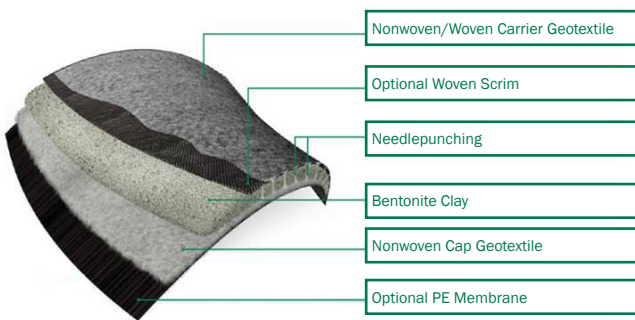 Nonwoven/Woven Carrier Geotextile
Optional Woven Scrim
Needlepunching
Bentonite Clay
Nonwoven Cap Geotextile
Optional PE Membrane